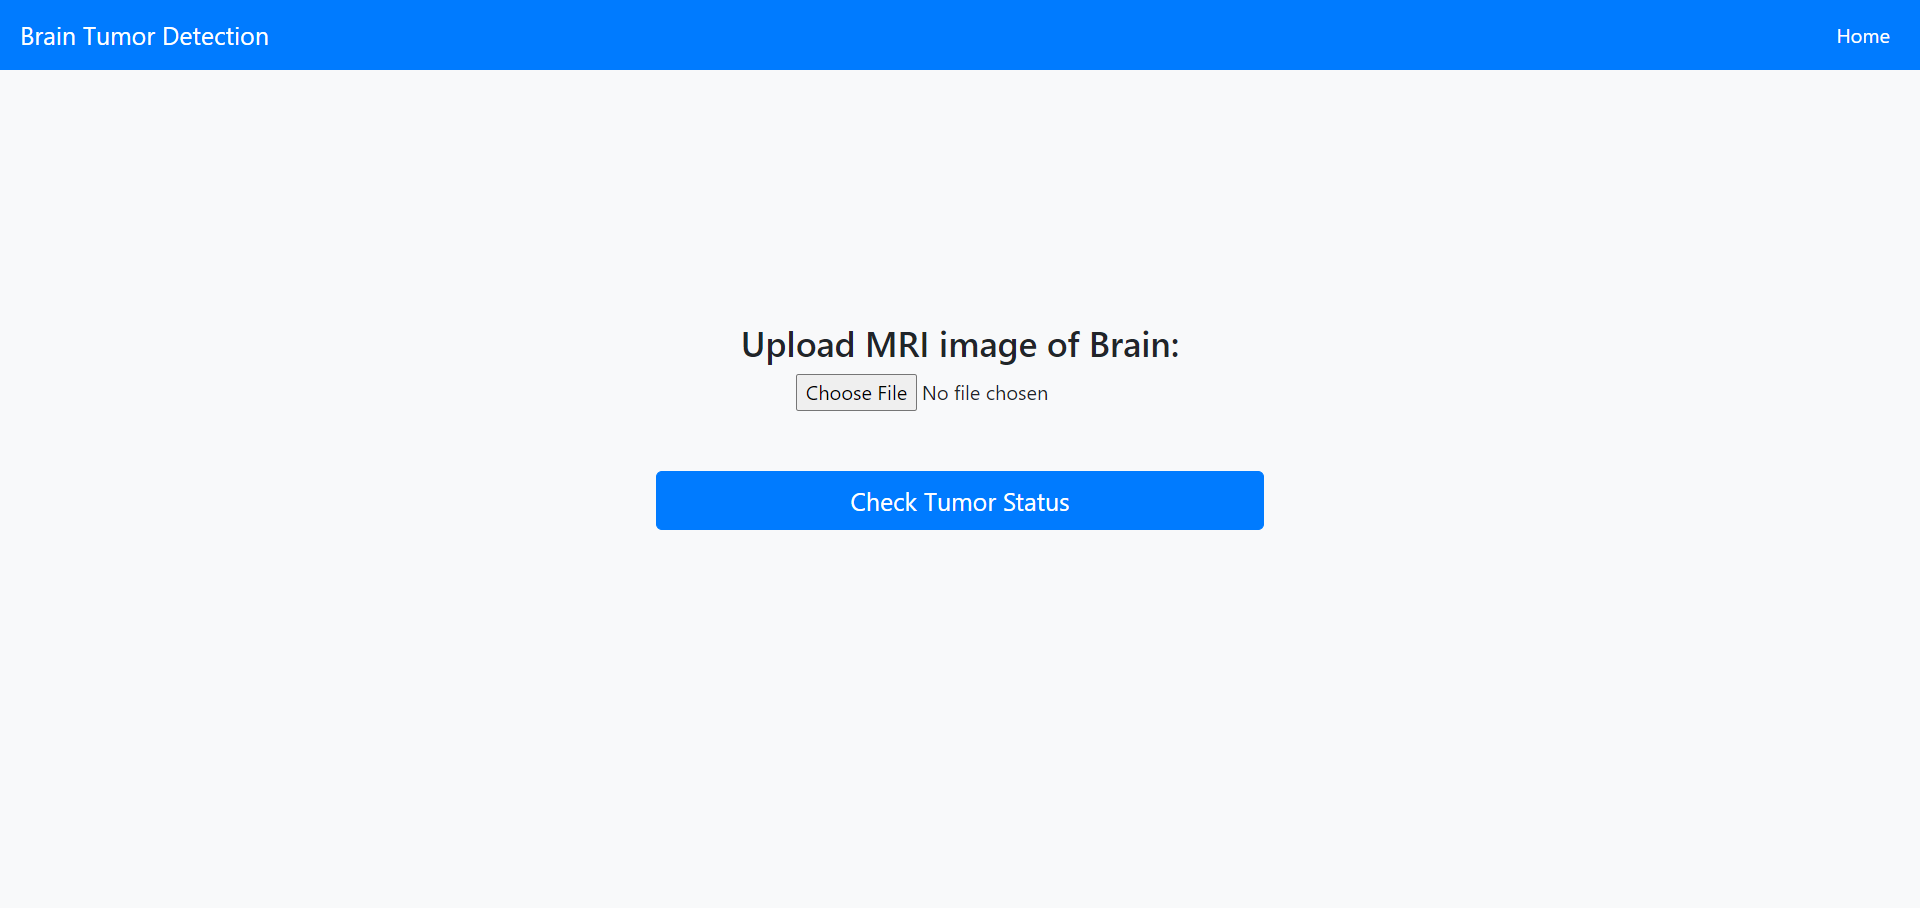 Brain Tumor Detection
Home
Upload MRI image of Brain:
Choose File No file chosen
Check Tumor Status